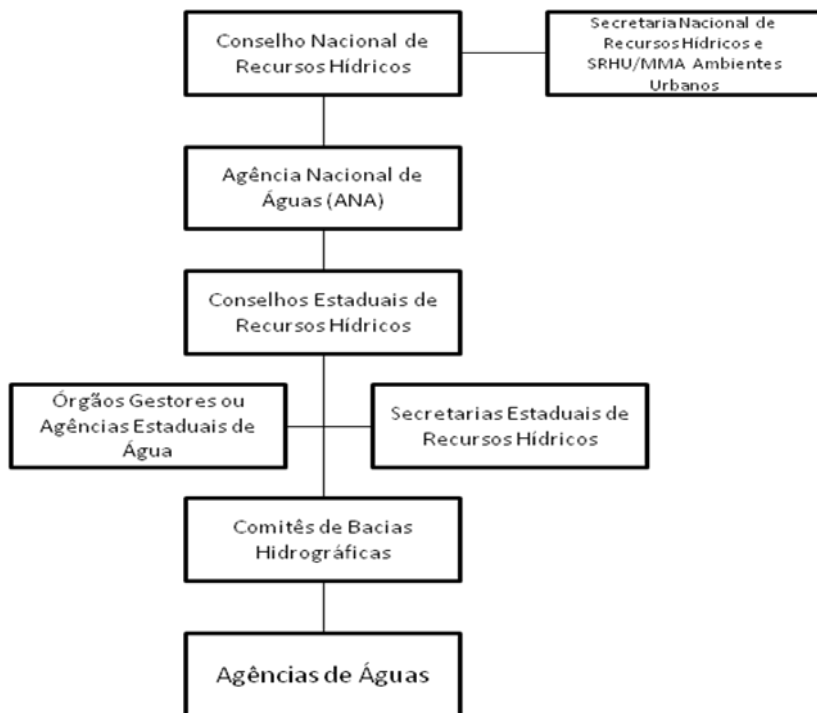 Conselho Nacional de
Recursos Hídricos
Secretaria Nacional de
Recursos Hídricos e
SRHU/MMA Ambientes
Urbanos
Agência Nacional de
Águas (ANA)
Conselhos Estaduais de
Recursos Hídricos
Órgãos Gestores ou
Agências Estaduais de
Água
Secretarias Estaduais de
Recursos Hídricos
Comitês de Bacias
Hidrográficas
Agências de Águas